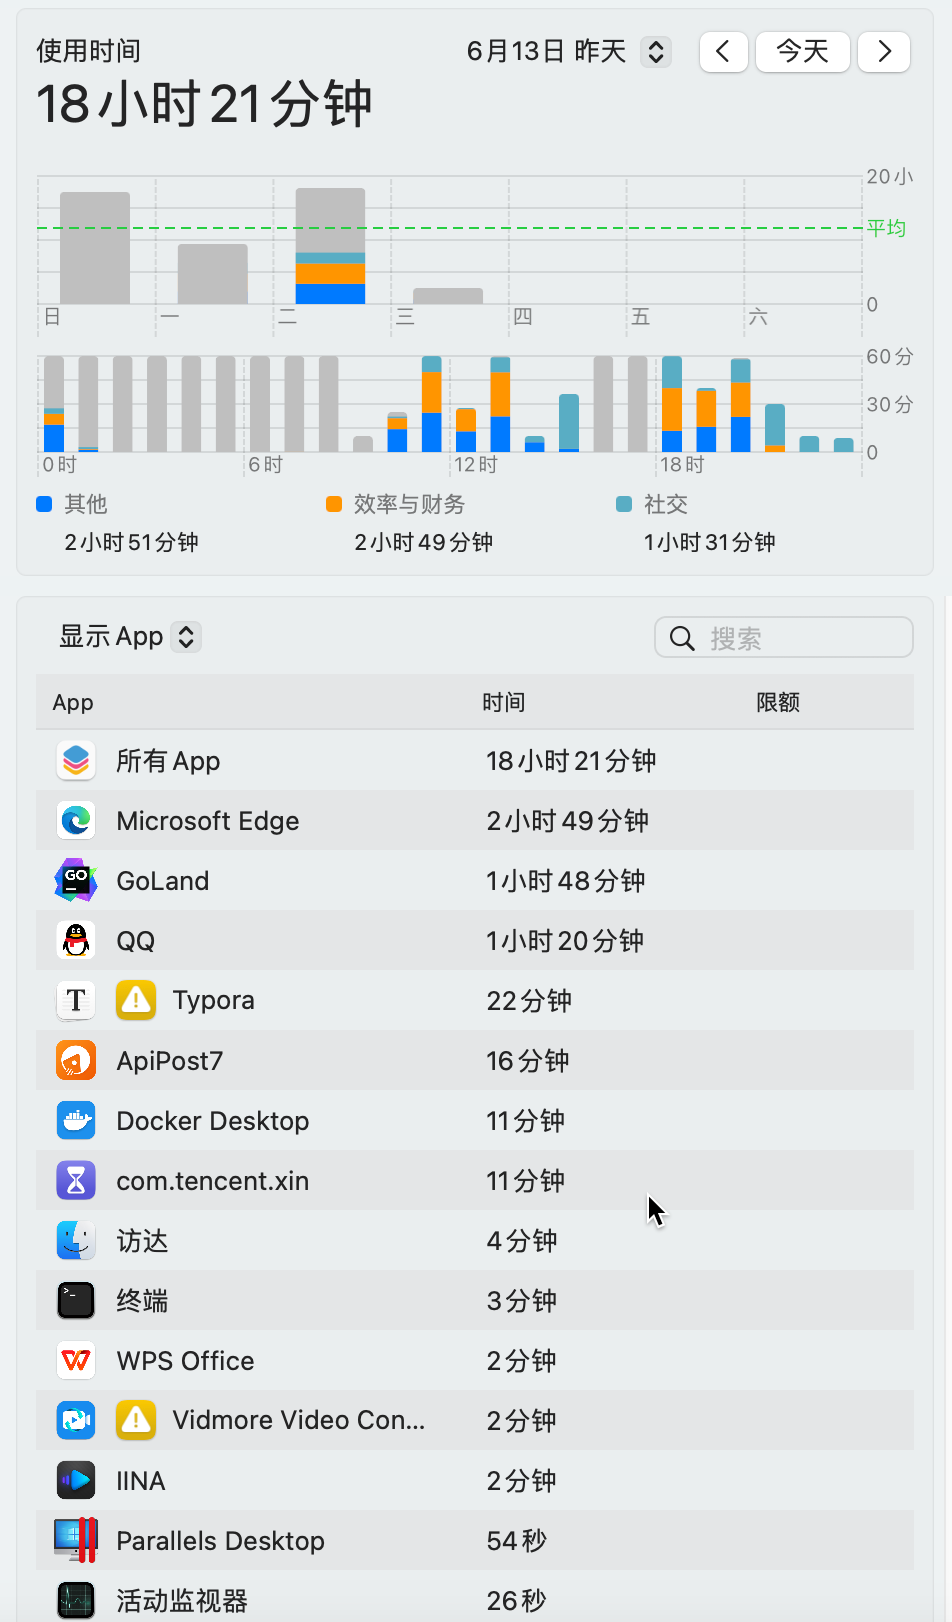 使用时间
6月13日 昨天
今天
18小时21分钟
20小
平均
0
日 一 二 三 四 五 六
60分
30分
0
0时 6时 12时 18时
其他 效率与财务 社交
2小时51分钟 2小时49分钟 1小时31分钟
显示 App
搜索
App 时间 限额
所有 App 18小时21分钟
Microsoft Edge 2小时49分钟
GO
GoLand 1小时48分钟
QQ 1小时20分钟
T Typora 22分钟
ApiPost7 16分钟
Docker Desktop 11分钟
com.tencent.xin 11分钟
访达 4分钟
>_
终端 3分钟
WPS Office 2分钟
Vidmore Video Con... 2分钟
IINA 2分钟
Parallels Desktop 54秒
活动监视器 26秒